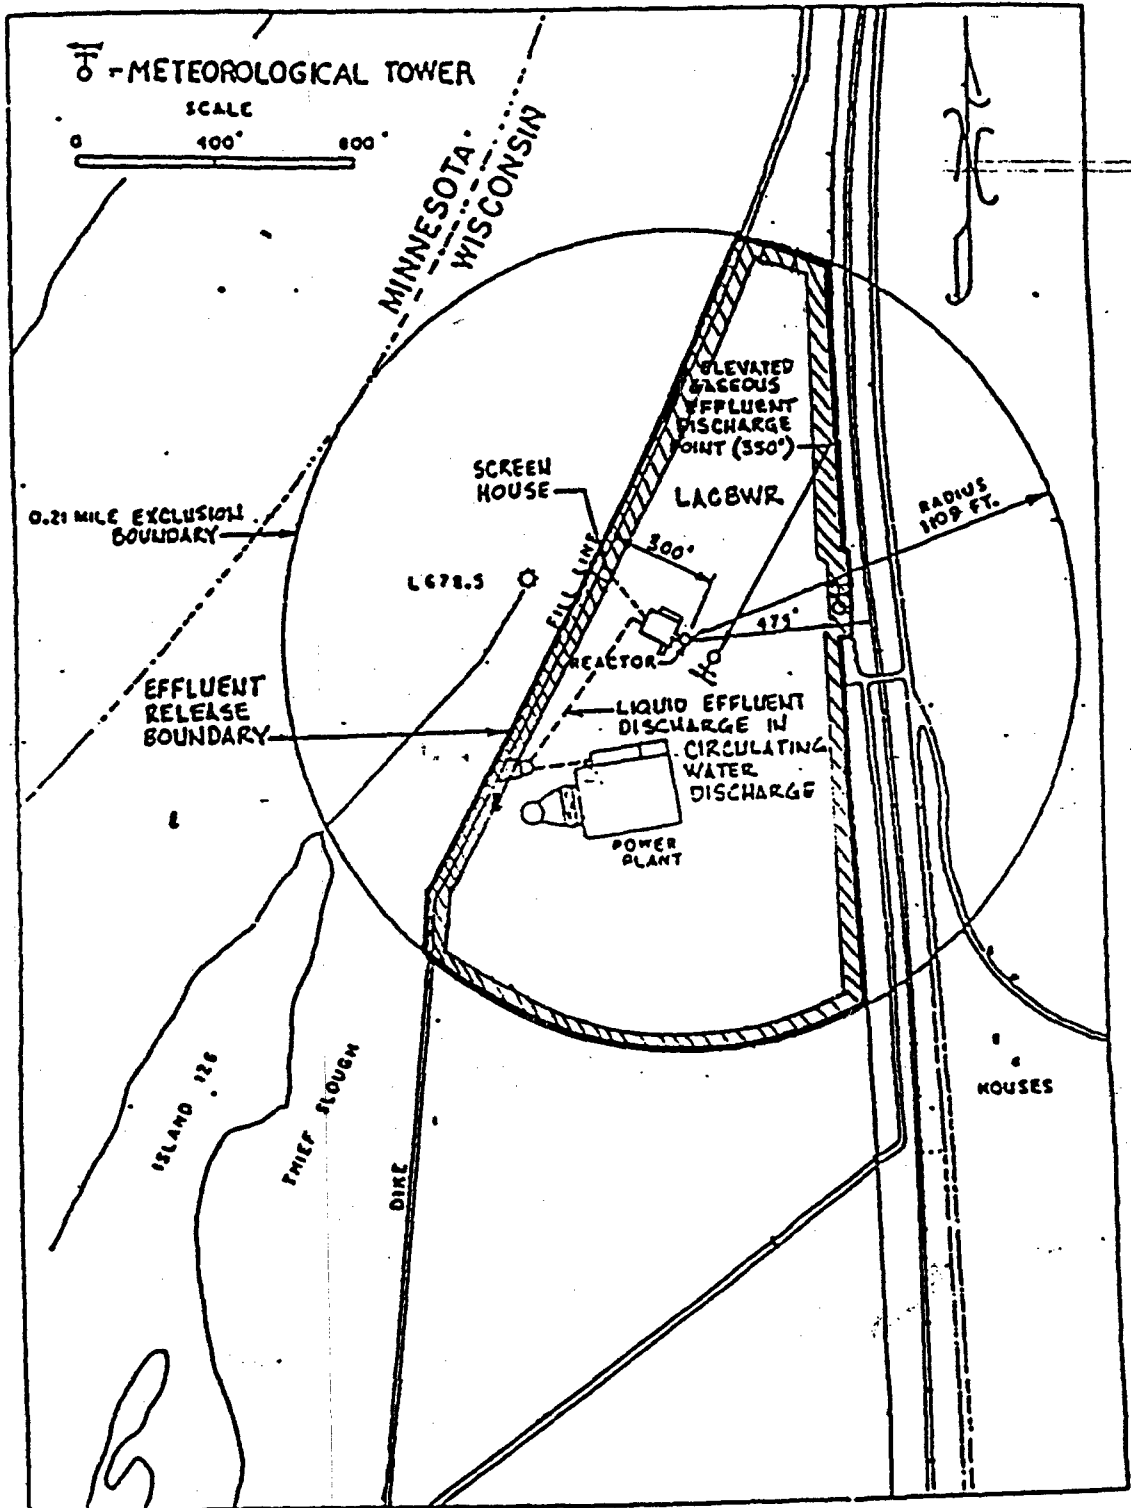 -METEOROLOGICAL TOWER
SCALE
0 400' 800'
MINNESOTA
WISCONSIN
ELEVATED
GASEOUS
EFFLUENT
DISCHARGE
POINT (350')
SCREEN
HOUSE
LACBWR
RADIUS
1109 FT.
0.21 MILE EXCLUSION
BOUNDARY
300'
L 678.5
FILL LINE
475'
REACTOR
EFFLUENT
RELEASE
BOUNDARY
LIQUID EFFLUENT
DISCHARGE IN
CIRCULATING
WATER
DISCHARGE
POWER
PLANT
HOUSES
ISLAND 126
THIEF SLOUGH
DIKE